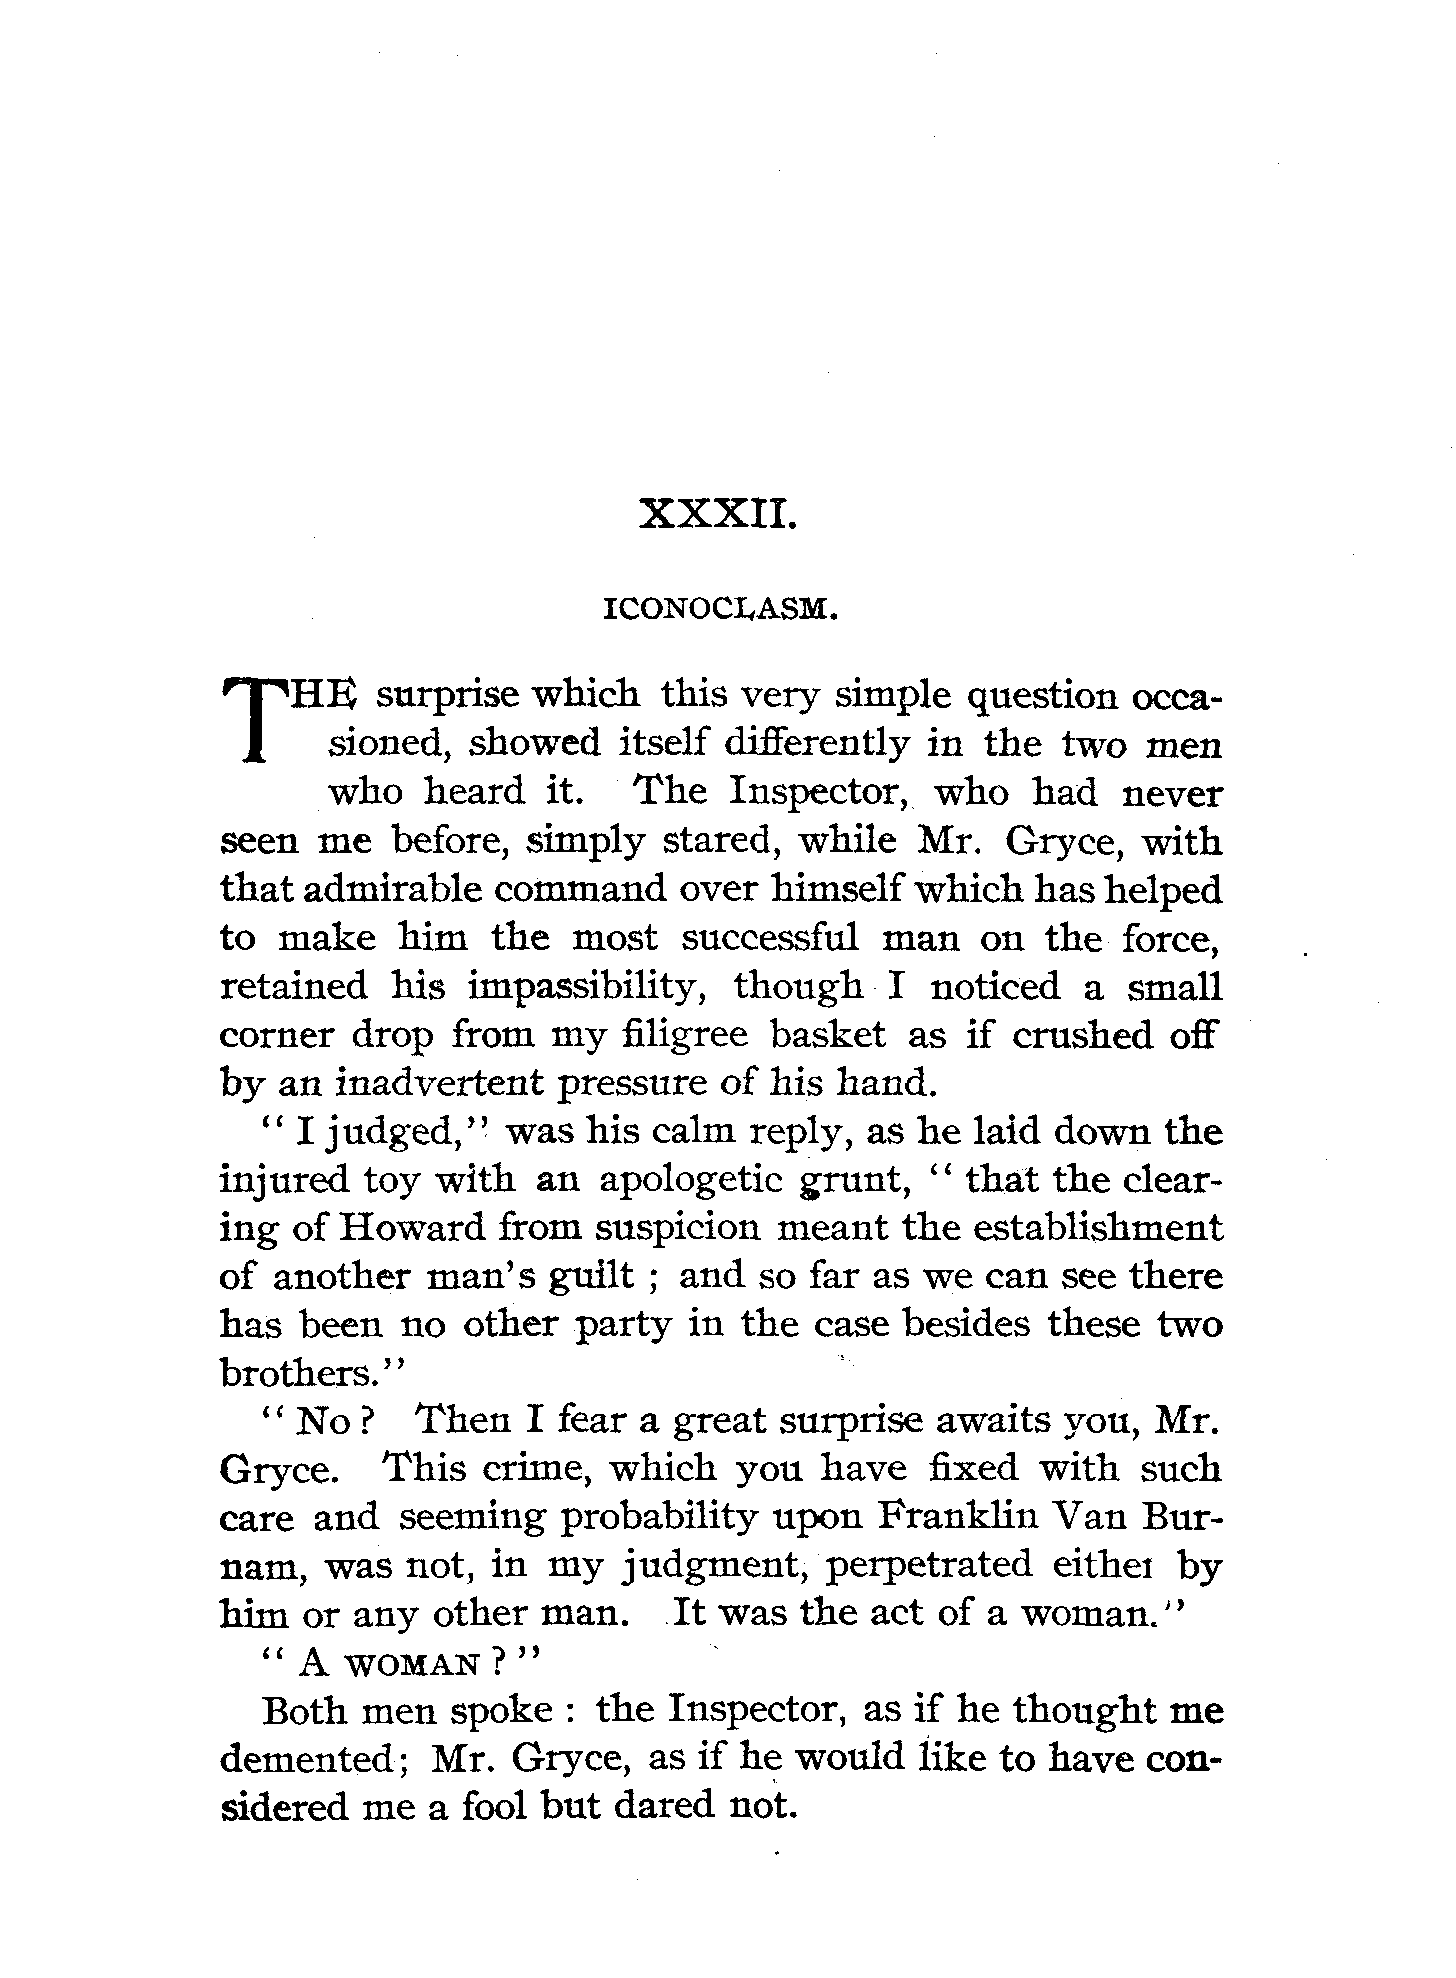 XXXII.
ICONOCLASM.
THE surprise which this very simple question occa-
sioned, showed itself differently in the two men
who heard it. The Inspector, who had never
seen me before, simply stared, while Mr. Gryce, with
that admirable command over himself which has helped
to make him the most successful man on the force,
retained his impassibility, though I noticed a small
corner drop from my filigree basket as if crushed off
by an inadvertent pressure of his hand.
“ I judged,” was his calm reply, as he laid down the
injured toy with an apologetic grunt, “ that the clear-
ing of Howard from suspicion meant the establishment
of another man’s guilt ; and so far as we can see there
has been no other party in the case besides these two
brothers.”
“ No ? Then I fear a great surprise awaits you, Mr.
Gryce. This crime, which you have fixed with such
care and seeming probability upon Franklin Van Bur-
nam, was not, in my judgment, perpetrated either by
him or any other man. It was the act of a woman.”
“ A WOMAN ? ”
Both men spoke : the Inspector, as if he thought me
demented; Mr. Gryce, as if he would like to have con-
sidered me a fool but dared not.